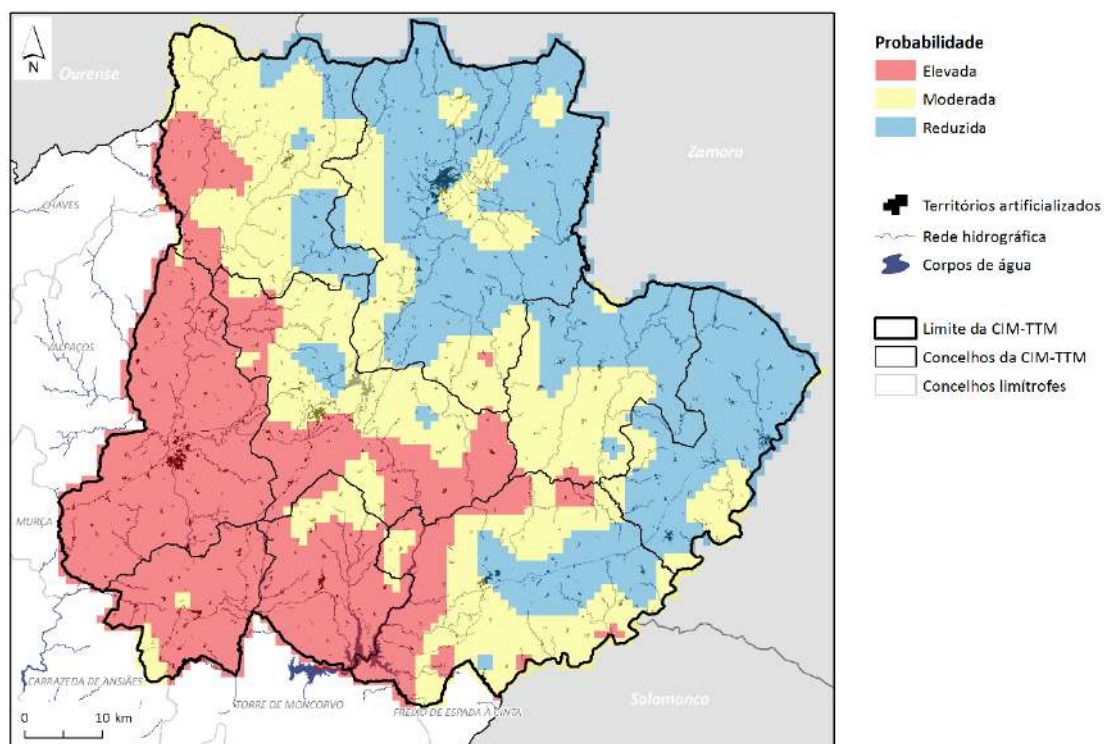 N
Ourense
Zamora
CHAVES
VALPAÇOS
MURÇA
CARRAZEDA DE ANSIÃES
TORRE DE MONCORVO
FREIXO DE ESPADA À CINTA
Salamanca
0 10 km
Probabilidade
Elevada
Moderada
Reduzida
Territórios artificializados
Rede hidrográfica
Corpos de água
Limite da CIM-TTM
Concelhos da CIM-TTM
Concelhos limítrofes